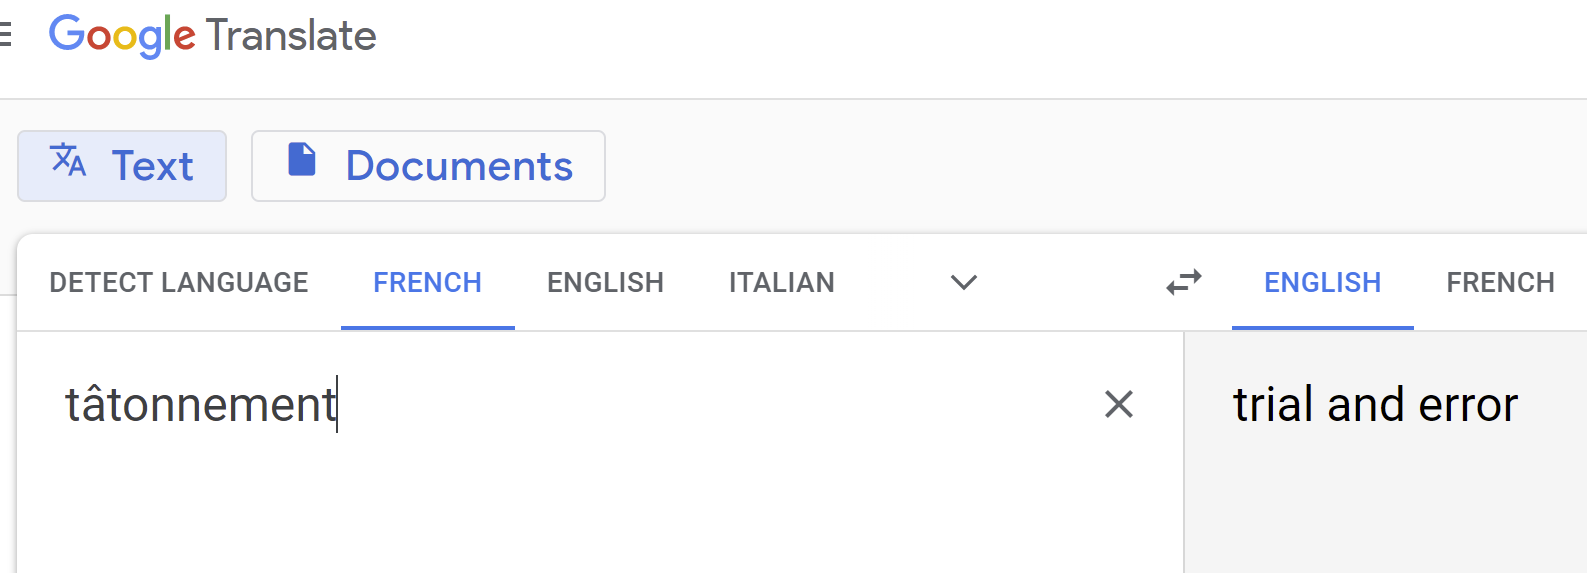 Google Translate
Text Documents
DETECT LANGUAGE FRENCH ENGLISH ITALIAN ENGLISH FRENCH
tâtonnement trial and error